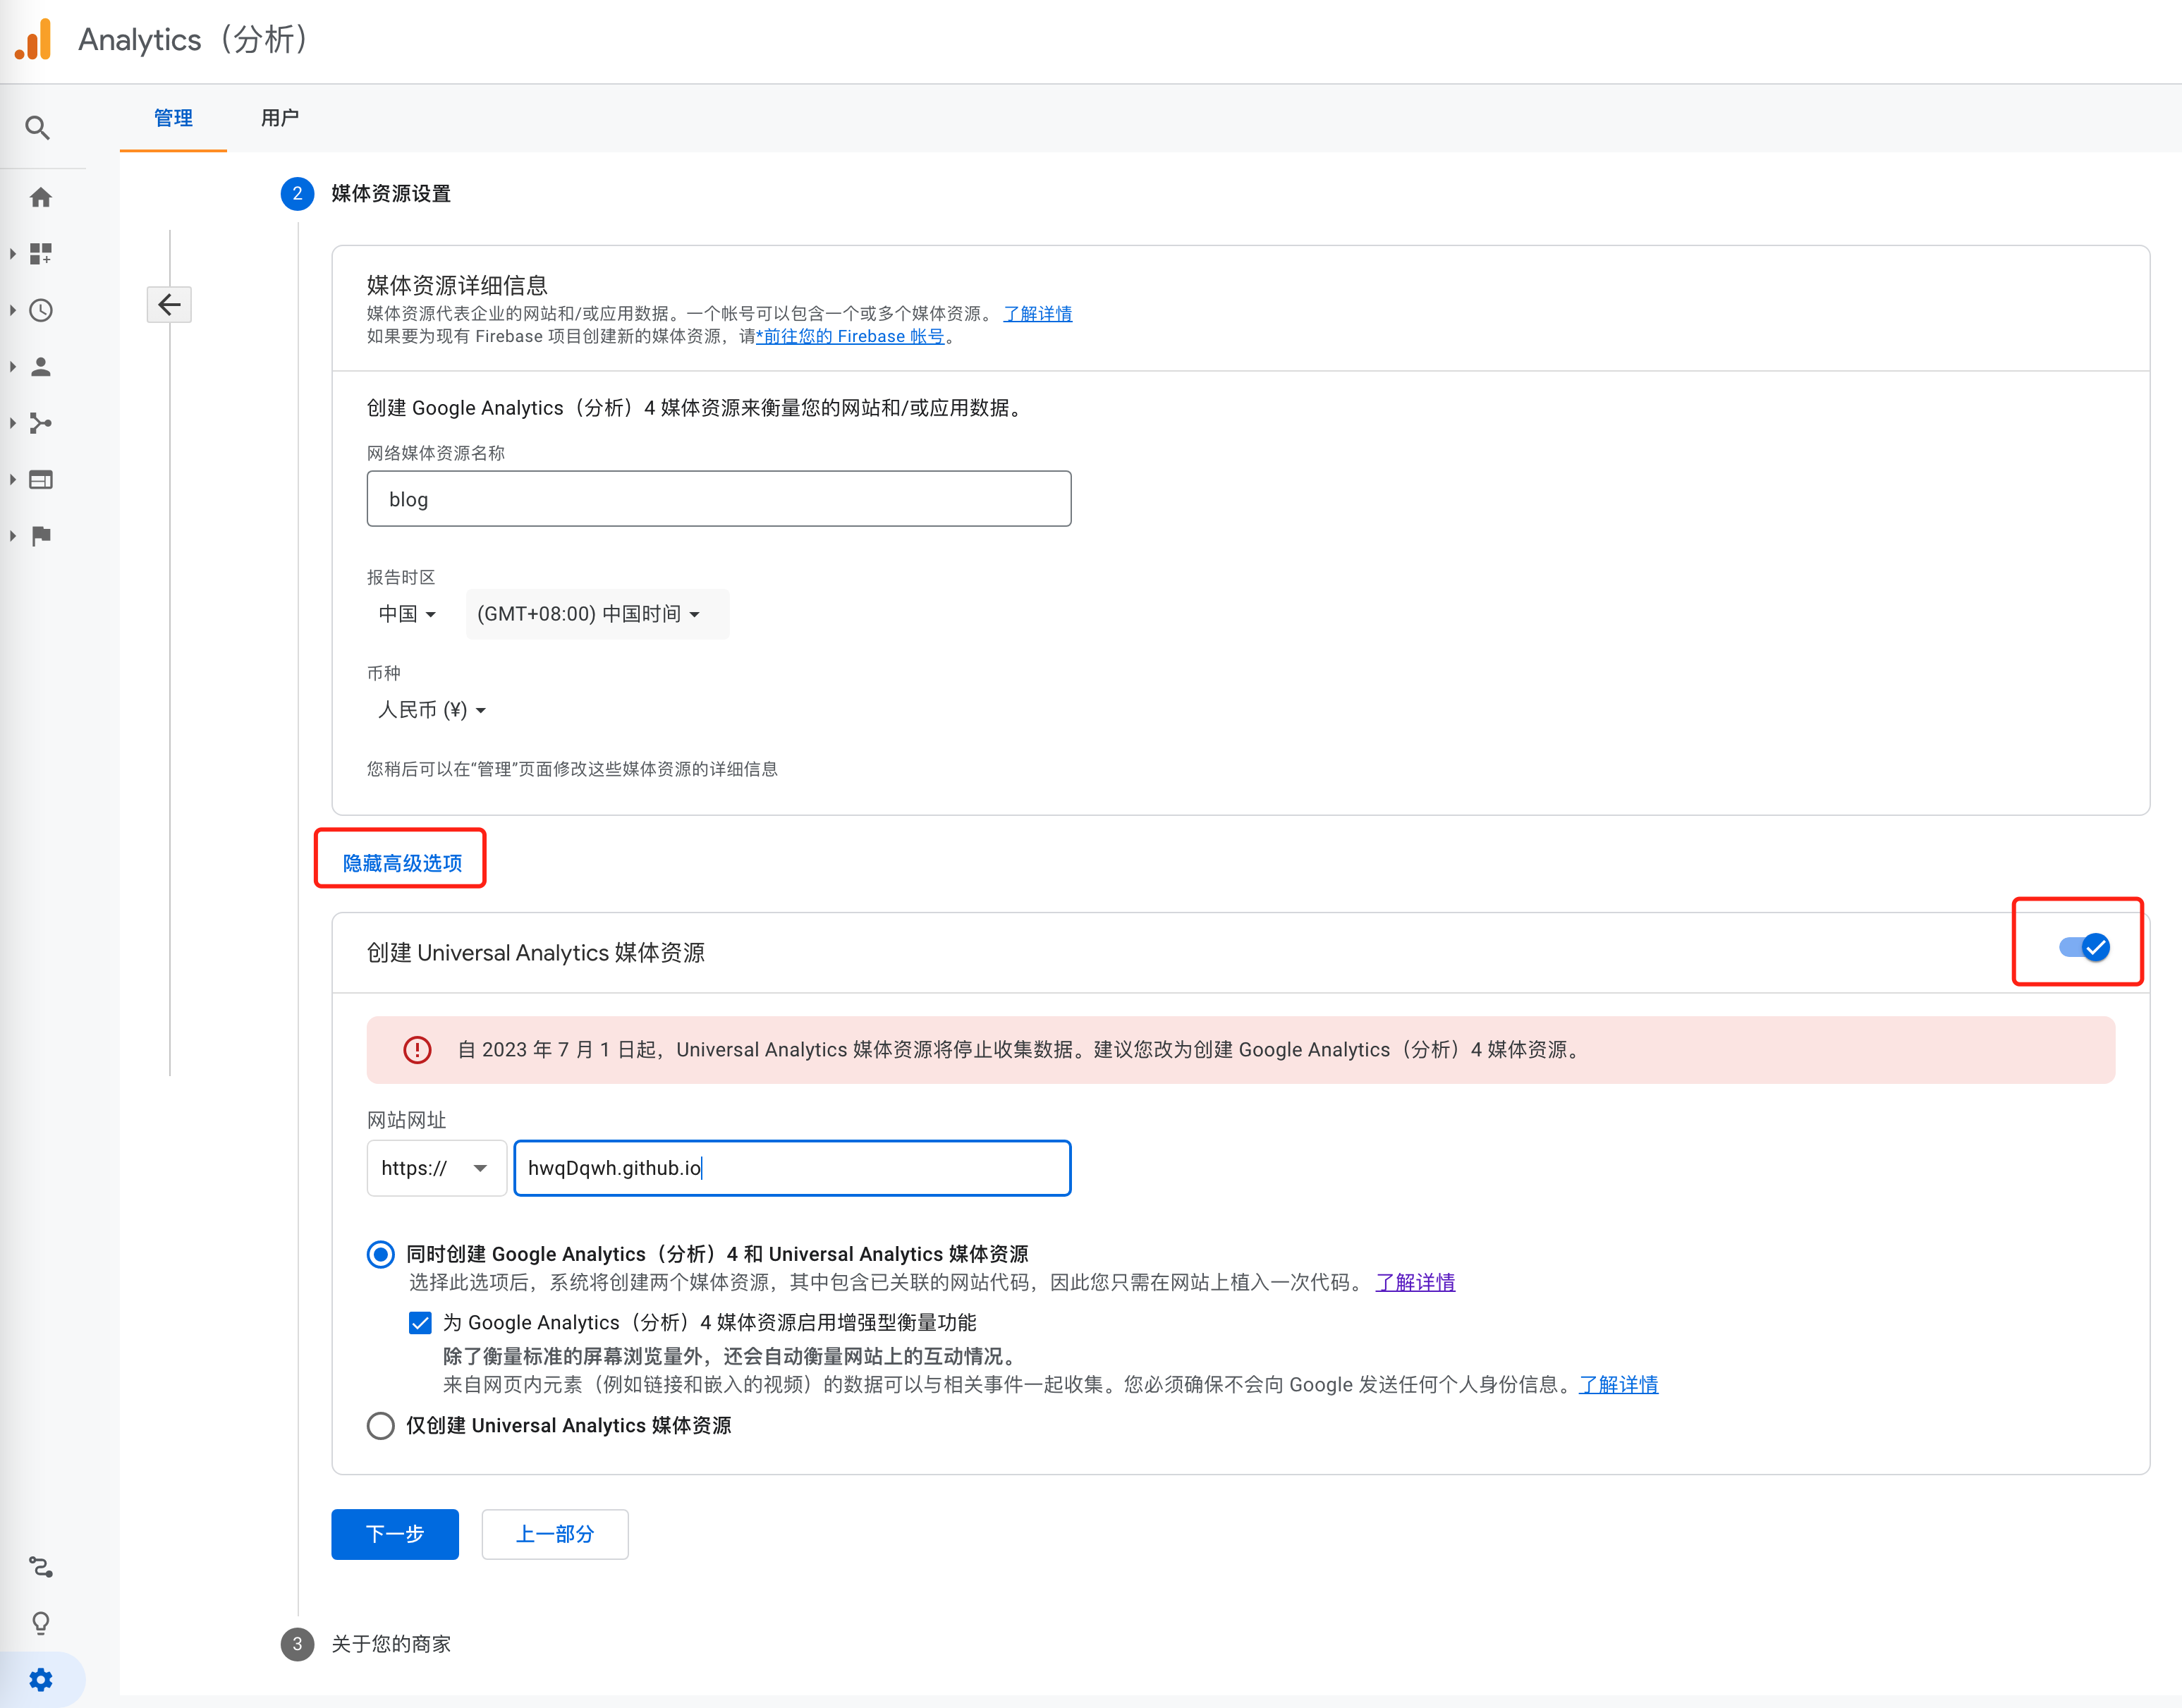 Analytics（分析）
管理
用户
2
媒体资源设置
媒体资源详细信息
媒体资源代表企业的网站和/或应用数据。一个帐号可以包含一个或多个媒体资源。 了解详情
如果要为现有 Firebase 项目创建新的媒体资源，请*前往您的 Firebase 帐号。
创建 Google Analytics（分析）4 媒体资源来衡量您的网站和/或应用数据。
网络媒体资源名称
blog
报告时区
中国 (GMT+08:00) 中国时间
币种
人民币 (¥)
您稍后可以在“管理”页面修改这些媒体资源的详细信息
隐藏高级选项
创建 Universal Analytics 媒体资源
自 2023 年 7 月 1 日起，Universal Analytics 媒体资源将停止收集数据。建议您改为创建 Google Analytics（分析）4 媒体资源。
网站网址
https:// hwqDqwh.github.io
同时创建 Google Analytics（分析）4 和 Universal Analytics 媒体资源
选择此选项后，系统将创建两个媒体资源，其中包含已关联的网站代码，因此您只需在网站上植入一次代码。 了解详情
为 Google Analytics（分析）4 媒体资源启用增强型衡量功能
除了衡量标准的屏幕浏览量外，还会自动衡量网站上的互动情况。
来自网页内元素（例如链接和嵌入的视频）的数据可以与相关事件一起收集。您必须确保不会向 Google 发送任何个人身份信息。了解详情
仅创建 Universal Analytics 媒体资源
下一步
上一部分
3
关于您的商家